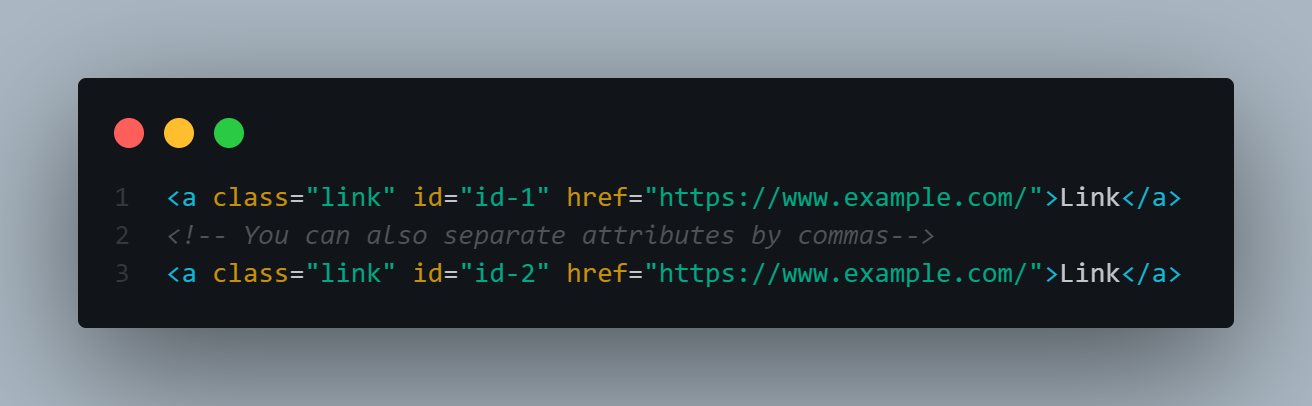 1 <a class="link" id="id-1" href="https://www.example.com/">Link</a>
2 <!-- You can also separate attributes by commas-->
3 <a class="link" id="id-2" href="https://www.example.com/">Link</a>